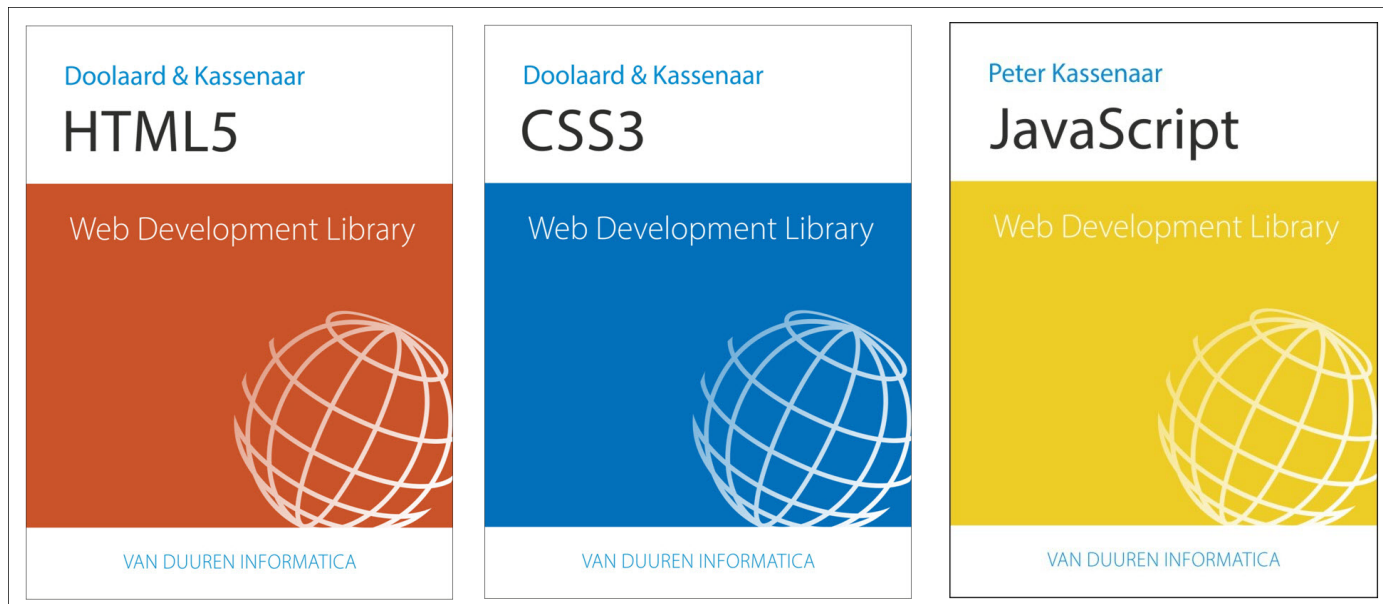 Doolaard & Kassenaar
HTML5
Web Development Library
VAN DUUREN INFORMATICA
Doolaard & Kassenaar
CSS3
Web Development Library
VAN DUUREN INFORMATICA
Peter Kassenaar
JavaScript
Web Development Library
VAN DUUREN INFORMATICA